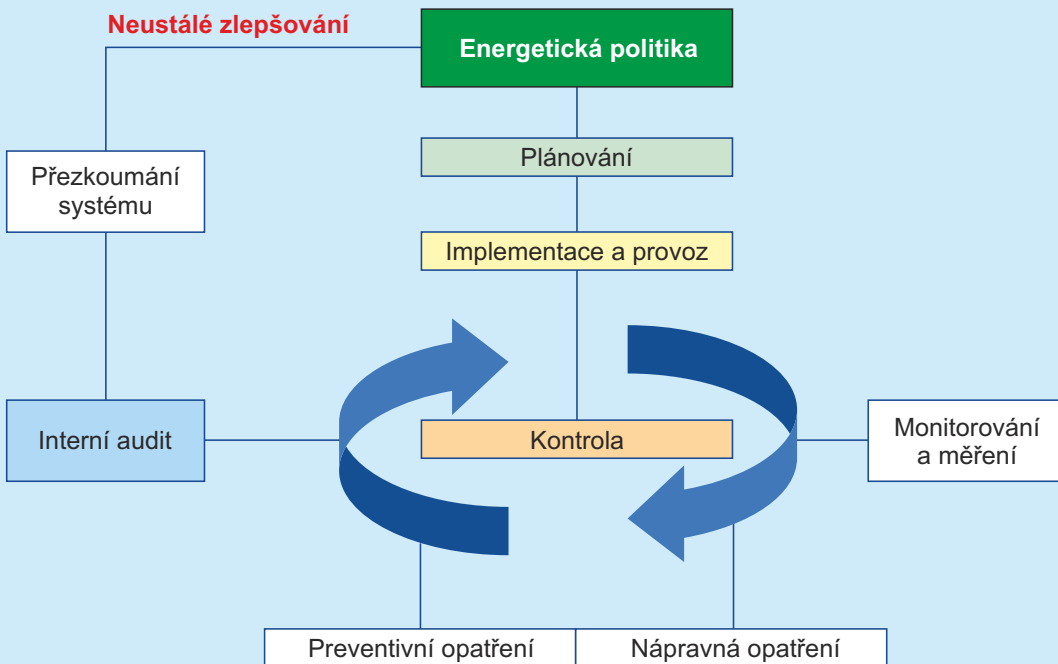 Neustálé zlepšování
Energetická politika
Plánování
Přezkoumání
systému
Implementace a provoz
Interní audit
Kontrola
Monitorování
a měření
Preventivní opatření
Nápravná opatření